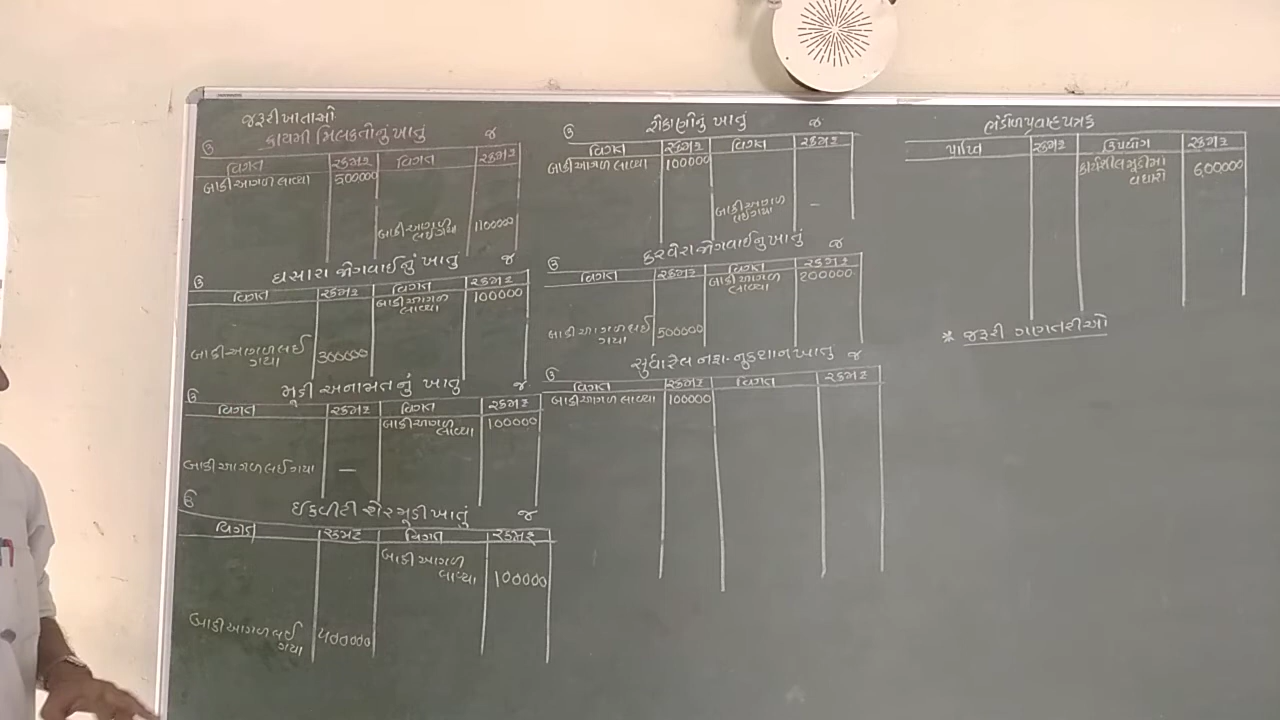 જરૂરી ખાતાઓ
કાયમી મિલકતોનું ખાતું
ઉ જ
વિગત રકમ₹ વિગત રકમ₹
બાકી આગળ લાવ્યા 500000
બાકી આગળ
લઈ ગયા 1100000
ઘસારા જોગવાઈનું ખાતું
ઉ જ
વિગત રકમ₹ વિગત રકમ₹
બાકી આગળ
લાવ્યા 100000
બાકી આગળ લઈ
ગયા 300000
મૂડી અનામતનું ખાતુ
ઉ જ
વિગત રકમ₹ વિગત રકમ₹
બાકી આગળ
લાવ્યા 100000
બાકી આગળ લઈ ગયા —
ઈક્વીટી શેરમૂડી ખાતું
ઉ જ
વિગત રકમ₹ વિગત રકમ₹
બાકી આગળ
લાવ્યા 100000
બાકી આગળ લઈ
ગયા 400000
રોકાણોનું ખાતું
ઉ જ
વિગત રકમ₹ વિગત રકમ₹
બાકી આગળ લાવ્યા 100000
બાકી આગળ
લઈ ગયા —
કરવેરા જોગવાઈનુ ખાતું
ઉ જ
વિગત રકમ₹ વિગત રકમ₹
બાકી આગળ
લાવ્યા 200000
બાકી આગળ લઈ
ગયા 500000
સુધારેલ નફા-નુકશાન ખાતુ
ઉ જ
વિગત રકમ₹ વિગત રકમ₹
બાકી આગળ લાવ્યા 100000
ભંડોળ પ્રવાહ પત્રક
પ્રાપ્તિ રકમ₹ ઉપયોગ રકમ₹
કાર્યશીલ મૂડીમાં
વધારો 600000
* જરૂરી ગણતરીઓ